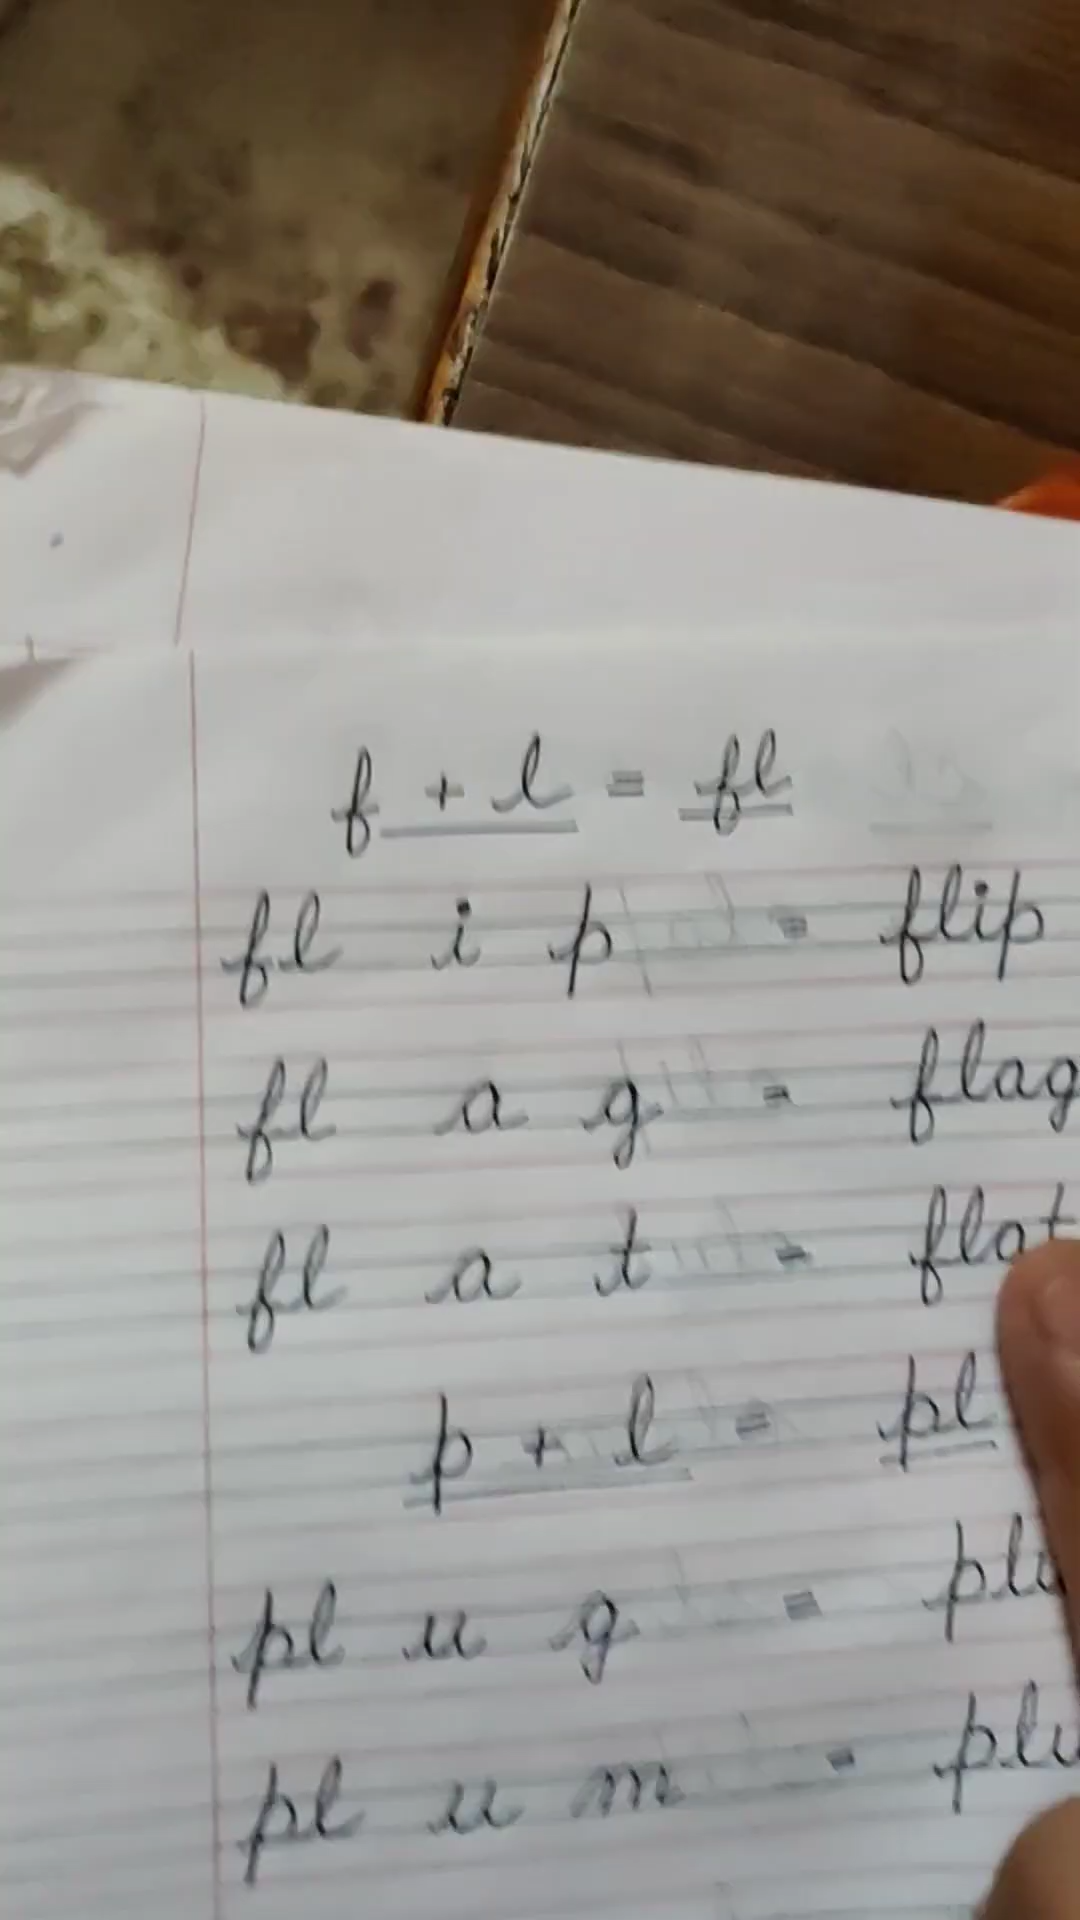 f + l = fl
fl i p = flip
fl a g = flag
fl a t = flat
p + l = pl
pl u g =
pl u m =